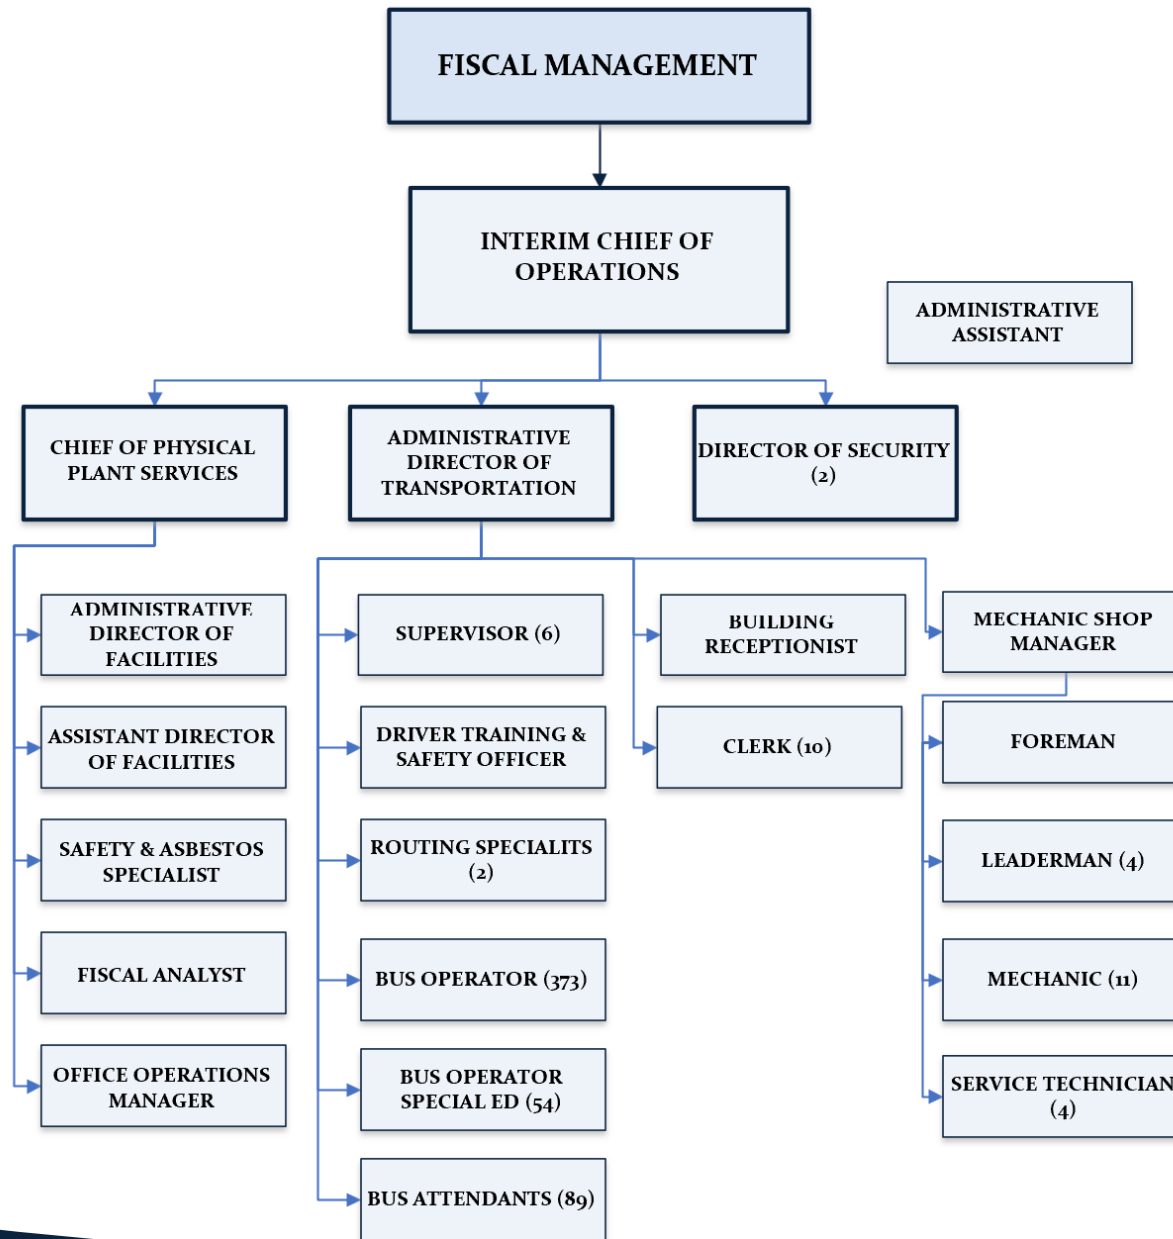 FISCAL MANAGEMENT
INTERIM CHIEF OF
OPERATIONS
ADMINISTRATIVE
ASSISTANT
CHIEF OF PHYSICAL
PLANT SERVICES
ADMINISTRATIVE
DIRECTOR OF
TRANSPORTATION
DIRECTOR OF SECURITY
(2)
ADMINISTRATIVE
DIRECTOR OF
FACILITIES
ASSISTANT DIRECTOR
OF FACILITIES
SAFETY & ASBESTOS
SPECIALIST
FISCAL ANALYST
OFFICE OPERATIONS
MANAGER
SUPERVISOR (6)
DRIVER TRAINING &
SAFETY OFFICER
ROUTING SPECIALITS
(2)
BUS OPERATOR (373)
BUS OPERATOR
SPECIAL ED (54)
BUS ATTENDANTS (89)
BUILDING
RECEPTIONIST
CLERK (10)
MECHANIC SHOP
MANAGER
FOREMAN
LEADERMAN (4)
MECHANIC (11)
SERVICE TECHNICIAN
(4)